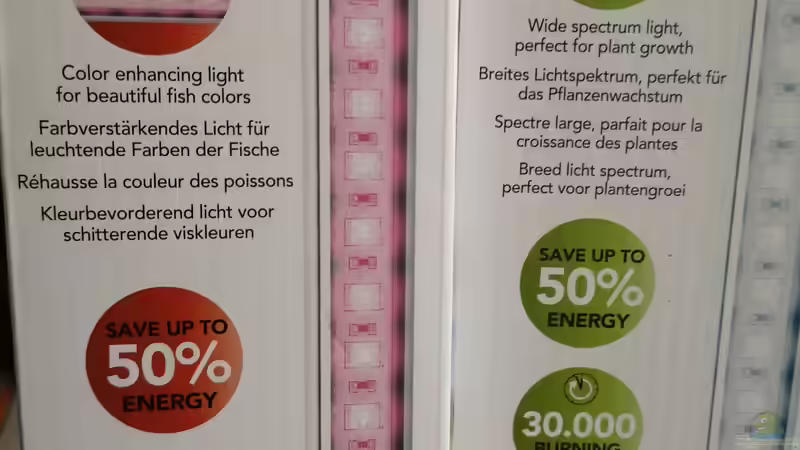 Color enhancing light
for beautiful fish colors
Farbverstärkendes Licht für
leuchtende Farben der Fische
Réhausse la couleur des poissons
Kleurbevorderend licht voor
schitterende viskleuren
SAVE UP TO
50%
ENERGY
Wide spectrum light,
perfect for plant growth
Breites Lichtspektrum, perfekt für
das Pflanzenwachstum
Spectre large, parfait pour la
croissance des plantes
Breed licht spectrum,
perfect voor plantengroei
SAVE UP TO
50%
ENERGY
30.000
BURNING